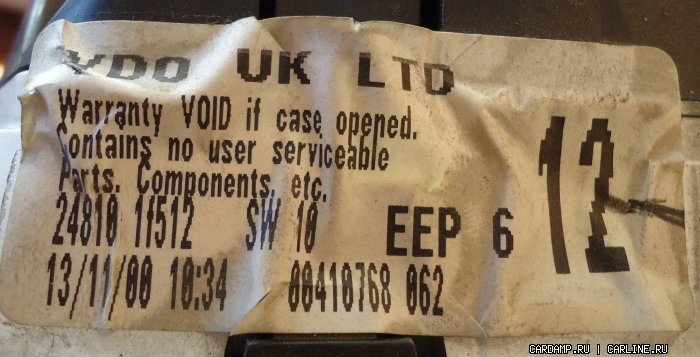 VDO UK LTD
Warranty VOID if case opened.
Contains no user serviceable
Parts. Components. etc.
24810 1f512 SW 10 EEP 6 12
13/11/00 10:34 00410768 062
CARDAMP.RU | CARLINE.RU